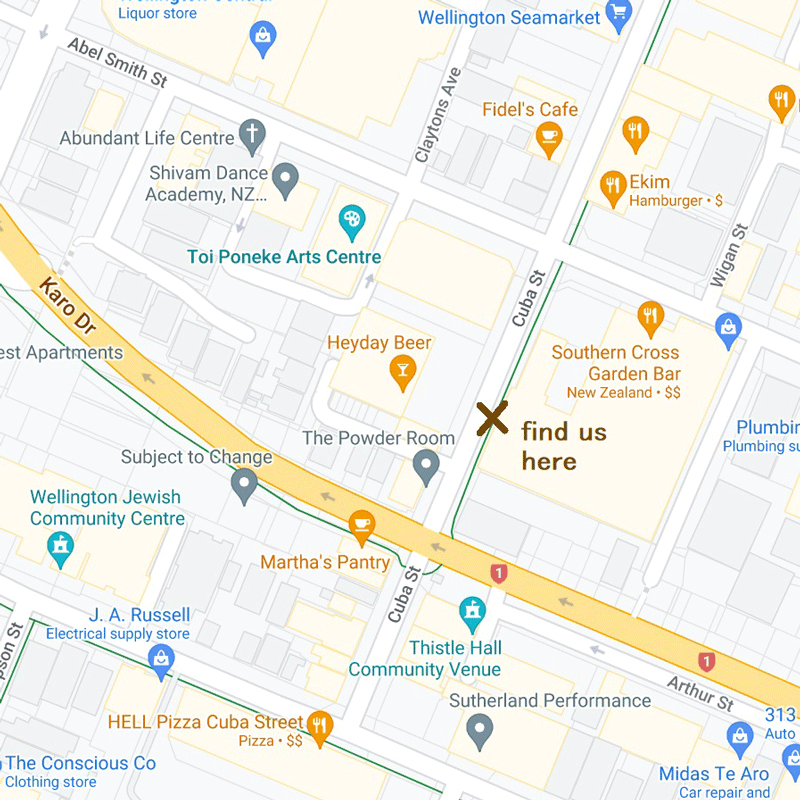 Liquor store
Wellington Seamarket
Abel Smith St
Claytons Ave
Fidel's Cafe
Abundant Life Centre
Shivam Dance
Academy, NZ...
Ekim
Hamburger • $
Toi Poneke Arts Centre
Wigan St
Cuba St
Karo Dr
Heyday Beer
est Apartments
Southern Cross
Garden Bar
New Zealand • $$
find us
here
The Powder Room
Plumbin
Plumbing su
Subject to Change
Wellington Jewish
Community Centre
Martha's Pantry
1
Cuba St
J. A. Russell
Electrical supply store
pson St
Thistle Hall
Community Venue
1
Arthur St
Sutherland Performance
HELL Pizza Cuba Street
Pizza • $$
313
Auto
The Conscious Co
Clothing store
Midas Te Aro
Car repair and